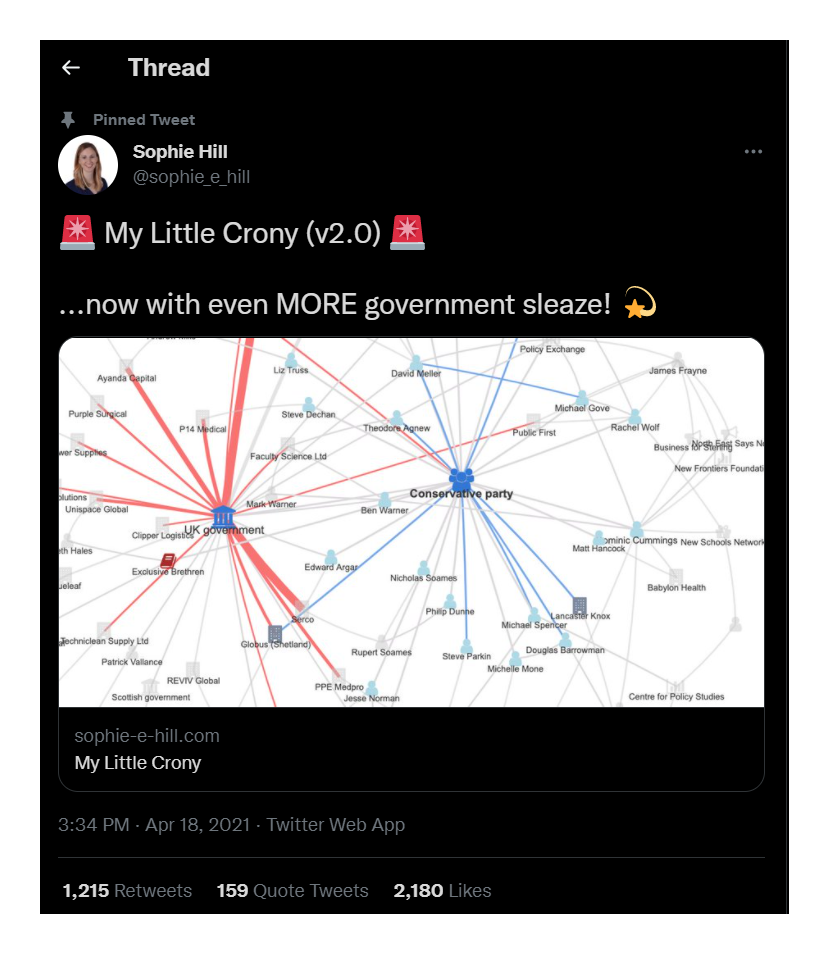 Thread
Pinned Tweet
Sophie Hill
@sophie_e_hill
My Little Crony (v2.0)
...now with even MORE government sleaze!
Policy Exchange
Liz Truss
David Meller
James Frayne
Ayanda Capital
Michael Gove
Purple Surgical
Steve Dechan
P14 Medical
Theodore Agnew
Public First
Rachel Wolf
Business for Sterling
North East Says N
wer Supplies
Faculty Science Ltd
New Frontiers Foundati
Conservative party
olutions
Unispace Global
Mark Warner
Ben Warner
UK government
Clipper Logistics
ominic Cummings
New Schools Network
Matt Hancock
eth Hales
Exclusive Brethren
Edward Argar
Nicholas Soames
Babylon Health
ueleaf
Philip Dunne
Lancaster Knox
Serco
Michael Spencer
Techniclean Supply Ltd
Globus (Shetland)
Rupert Soames
Steve Parkin
Douglas Barrowman
Patrick Vallance
Michelle Mone
REVIV Global
PPE Medpro
Scottish government
Jesse Norman
Centre for Policy Studies
sophie-e-hill.com
My Little Crony
3:34 PM · Apr 18, 2021 · Twitter Web App
1,215 Retweets 159 Quote Tweets 2,180 Likes